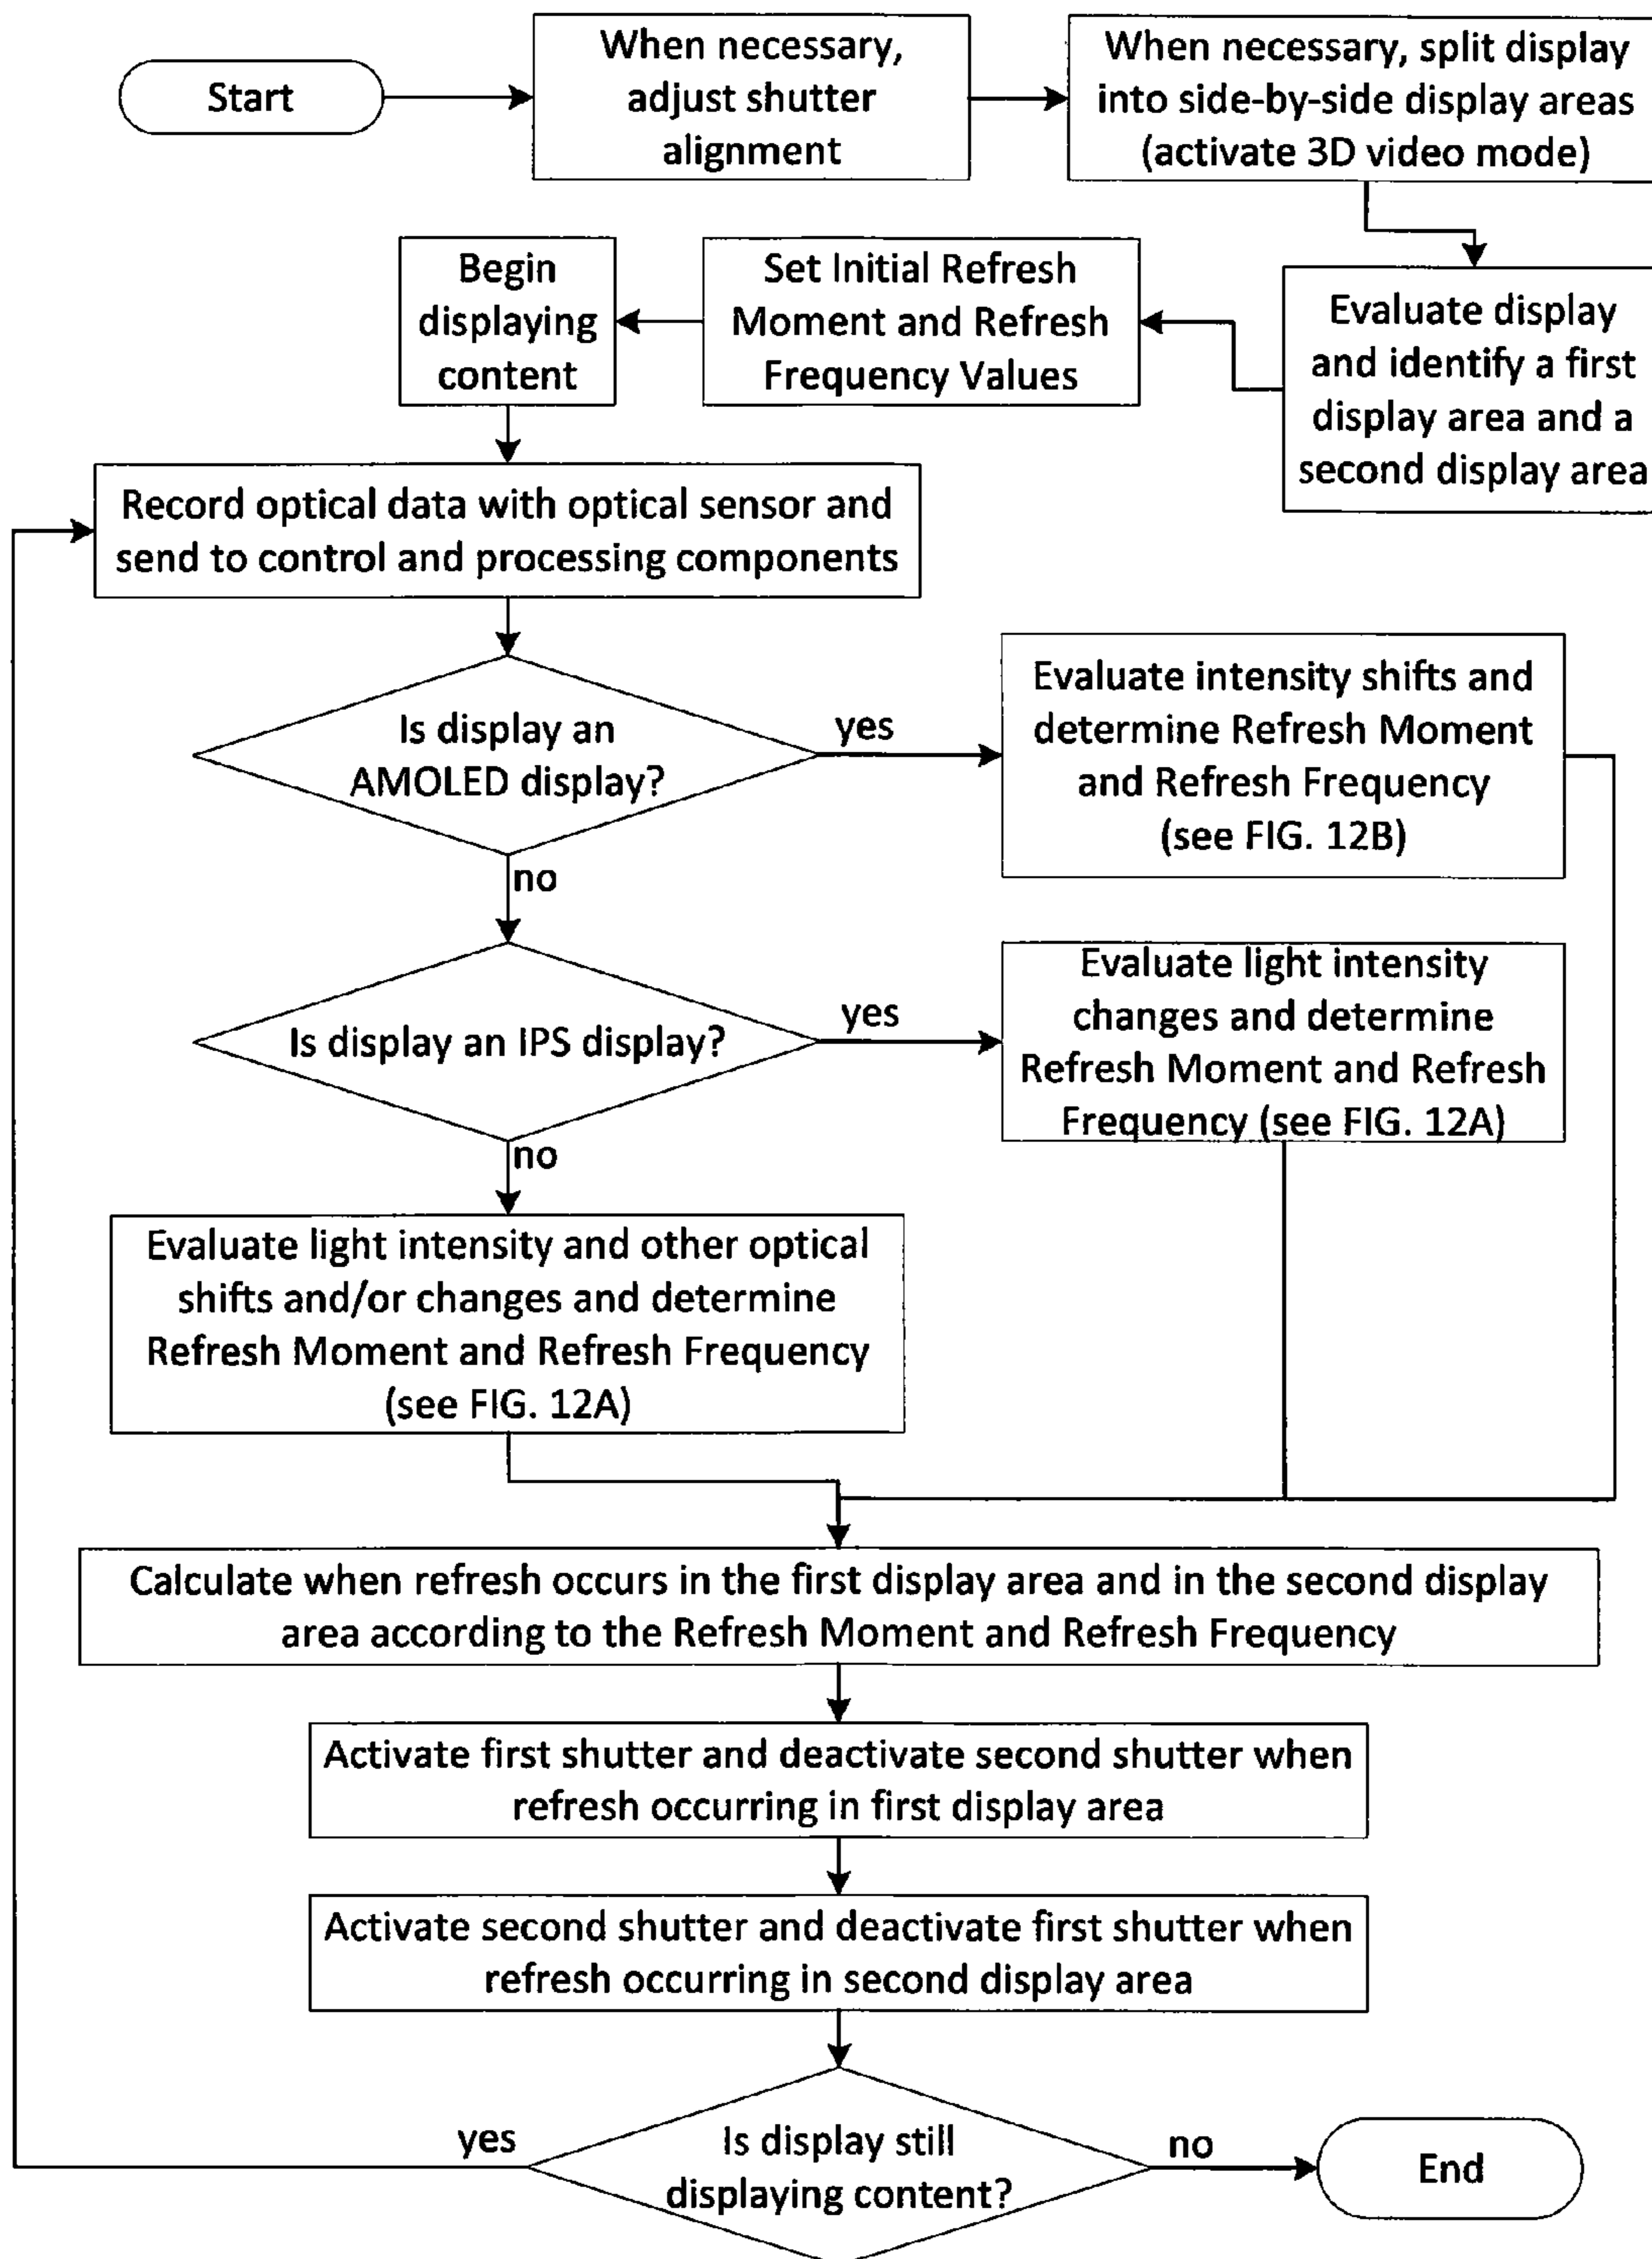 Start
When necessary,
adjust shutter
alignment
When necessary, split display
into side-by-side display areas
(activate 3D video mode)
Evaluate display
and identify a first
display area and a
second display area
Set Initial Refresh
Moment and Refresh
Frequency Values
Begin
displaying
content
Record optical data with optical sensor and
send to control and processing components
Is display an
AMOLED display?
yes
Evaluate intensity shifts and
determine Refresh Moment
and Refresh Frequency
(see FIG. 12B)
no
Is display an IPS display?
yes
Evaluate light intensity
changes and determine
Refresh Moment and Refresh
Frequency (see FIG. 12A)
no
Evaluate light intensity and other optical
shifts and/or changes and determine
Refresh Moment and Refresh Frequency
(see FIG. 12A)
Calculate when refresh occurs in the first display area and in the second display
area according to the Refresh Moment and Refresh Frequency
Activate first shutter and deactivate second shutter when
refresh occurring in first display area
Activate second shutter and deactivate first shutter when
refresh occurring in second display area
Is display still
displaying content?
yes
no
End